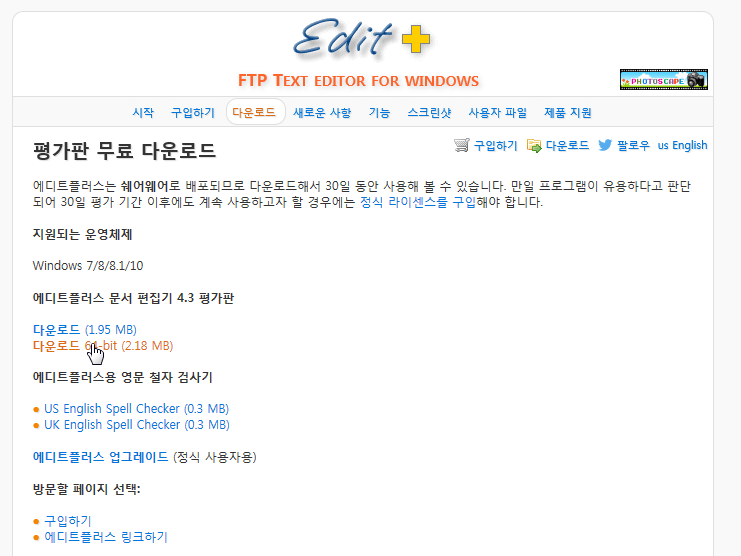 Edit+
FTP TEXT EDITOR FOR WINDOWS
PHOTOSCAPE
시작 구입하기 다운로드 새로운 사항 기능 스크린샷 사용자 파일 제품 지원
구입하기 다운로드 팔로우 us English
평가판 무료 다운로드
에디트플러스는 쉐어웨어로 배포되므로 다운로드해서 30일 동안 사용해 볼 수 있습니다. 만일 프로그램이 유용하다고 판단
되어 30일 평가 기간 이후에도 계속 사용하고자 할 경우에는 정식 라이센스를 구입해야 합니다.
지원되는 운영체제
Windows 7/8/8.1/10
에디트플러스 문서 편집기 4.3 평가판
다운로드 (1.95 MB)
다운로드 64-bit (2.18 MB)
에디트플러스용 영문 철자 검사기
● US English Spell Checker (0.3 MB)
● UK English Spell Checker (0.3 MB)
에디트플러스 업그레이드 (정식 사용자용)
방문할 페이지 선택:
● 구입하기
● 에디트플러스 링크하기